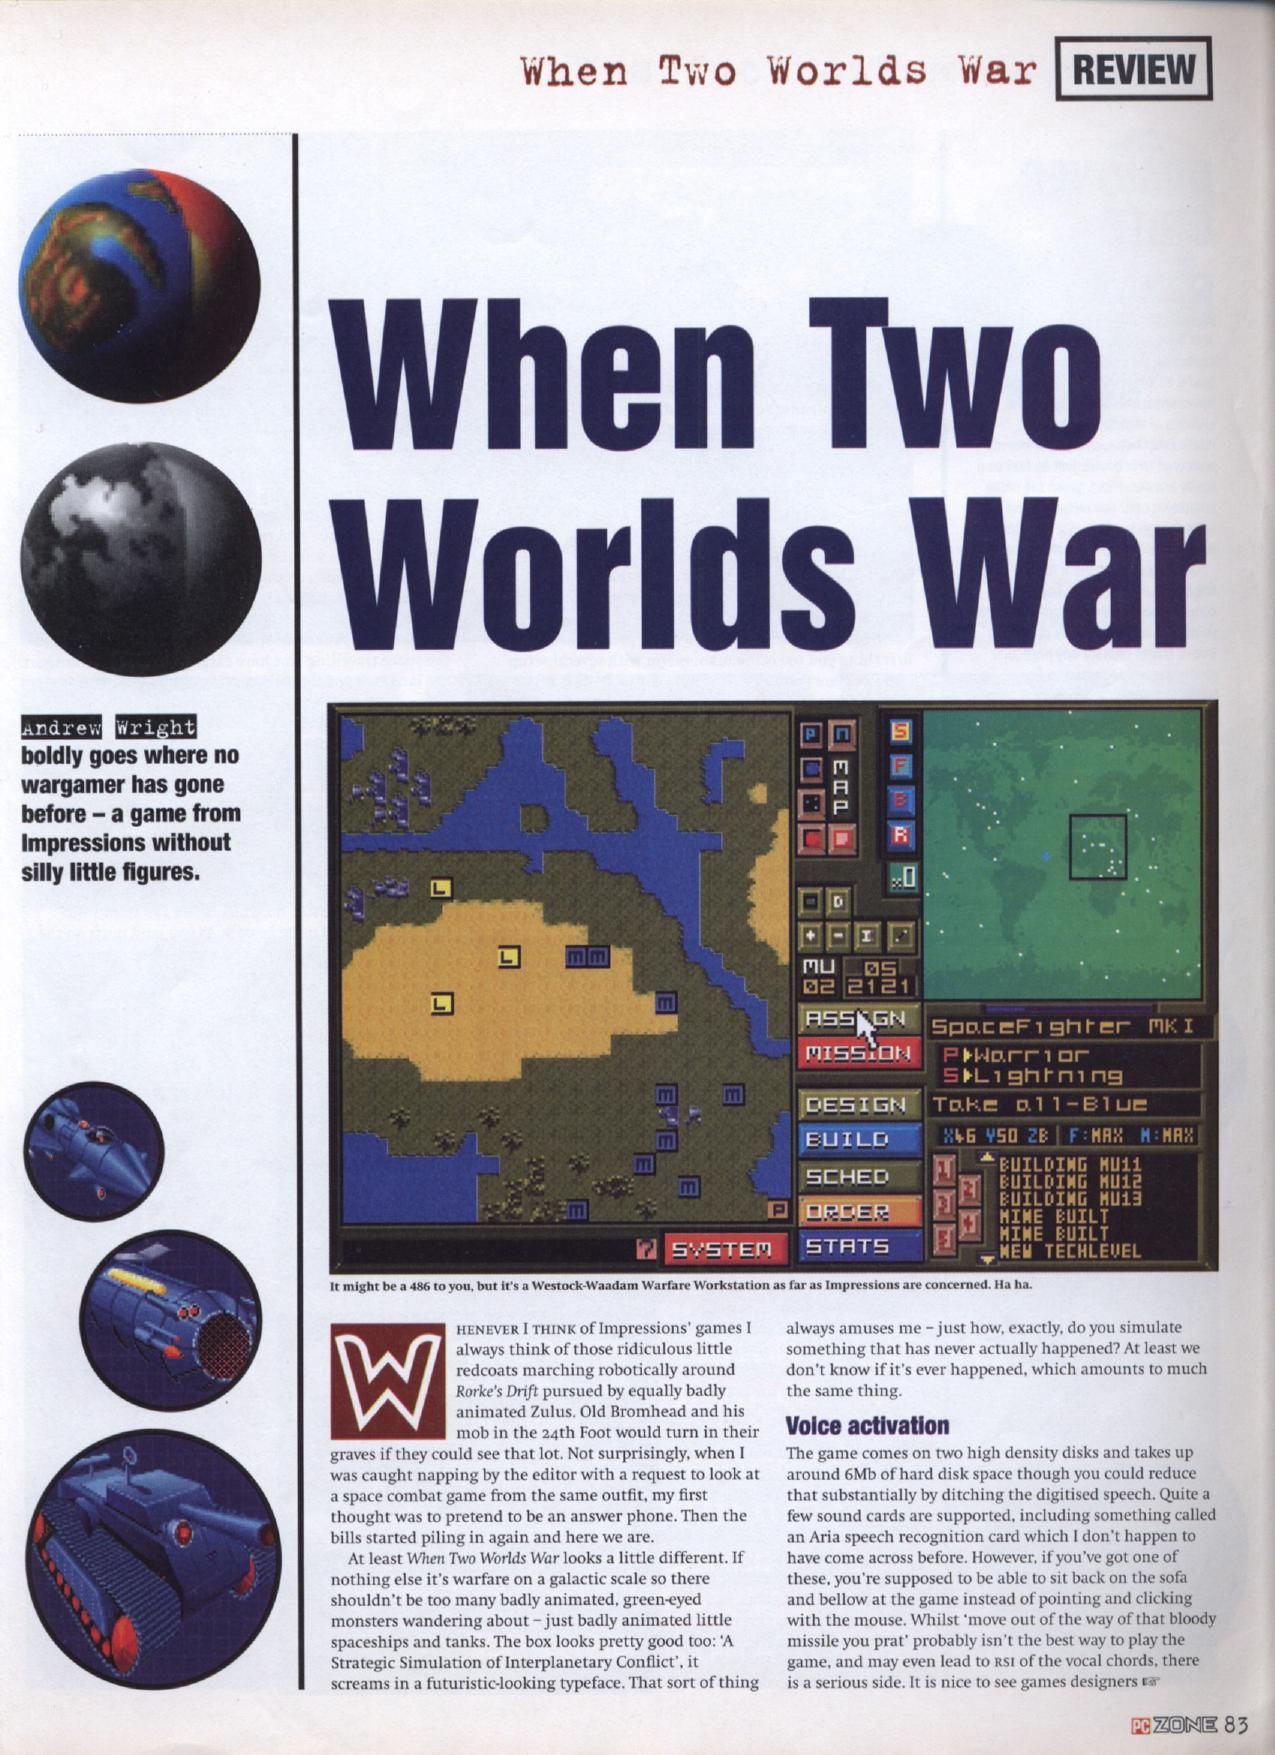 When Two Worlds War REVIEW
When Two
Worlds War
Andrew Wright
boldly goes where no
wargamer has gone
before – a game from
Impressions without
silly little figures.
P
MAP
S
F
B
R
L
L
m m
L
m
D
+ - I
MU 05
02 2121
ASSIGN
MISSION
DESIGN
BUILD
SCHED
ORDER
STATS
m
m
m
m
m
m
P
? SYSTEM
SpaceFighter MKI
P Warrior
S Lightning
Take all-Blue
X46 Y50 ZB F:MAX M:MAX
1 2 3 4 5
BUILDING MU11
BUILDING MU12
BUILDING MU13
MINE BUILT
MINE BUILT
NEW TECHLEVEL
It might be a 486 to you, but it's a Westock-Waadam Warfare Workstation as far as Impressions are concerned. Ha ha.
WHENEVER I THINK of Impressions' games I
always think of those ridiculous little
redcoats marching robotically around
Rorke's Drift pursued by equally badly
animated Zulus. Old Bromhead and his
mob in the 24th Foot would turn in their
graves if they could see that lot. Not surprisingly, when I
was caught napping by the editor with a request to look at
a space combat game from the same outfit, my first
thought was to pretend to be an answer phone. Then the
bills started piling in again and here we are.
At least When Two Worlds War looks a little different. If
nothing else it's warfare on a galactic scale so there
shouldn't be too many badly animated, green-eyed
monsters wandering about – just badly animated little
spaceships and tanks. The box looks pretty good too: 'A
Strategic Simulation of Interplanetary Conflict', it
screams in a futuristic-looking typeface. That sort of thing
always amuses me – just how, exactly, do you simulate
something that has never actually happened? At least we
don't know if it's ever happened, which amounts to much
the same thing.
Voice activation
The game comes on two high density disks and takes up
around 6Mb of hard disk space though you could reduce
that substantially by ditching the digitised speech. Quite a
few sound cards are supported, including something called
an Aria speech recognition card which I don't happen to
have come across before. However, if you've got one of
these, you're supposed to be able to sit back on the sofa
and bellow at the game instead of pointing and clicking
with the mouse. Whilst 'move out of the way of that bloody
missile you prat' probably isn't the best way to play the
game, and may even lead to RSI of the vocal chords, there
is a serious side. It is nice to see games designers ☞
PC ZONE 83